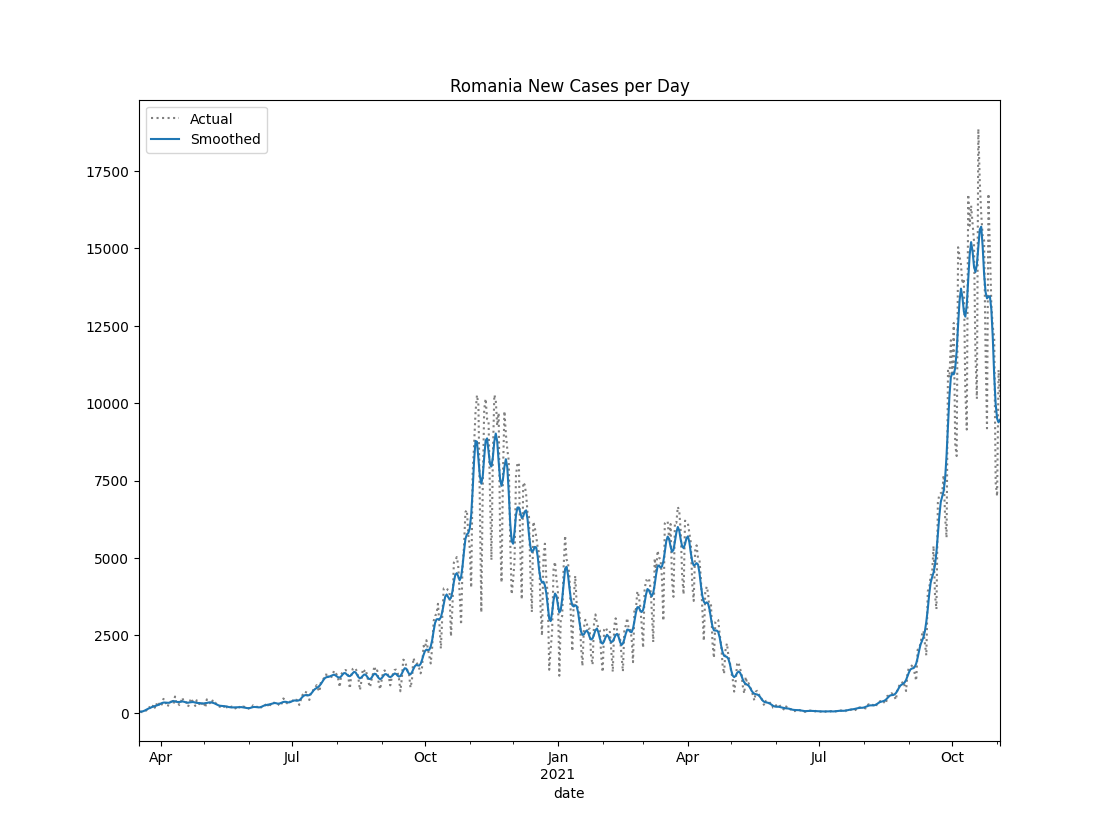 Romania New Cases per Day
Actual
Smoothed
17500
15000
12500
10000
7500
5000
2500
0
Apr Jul Oct Jan Apr Jul Oct
2021
date